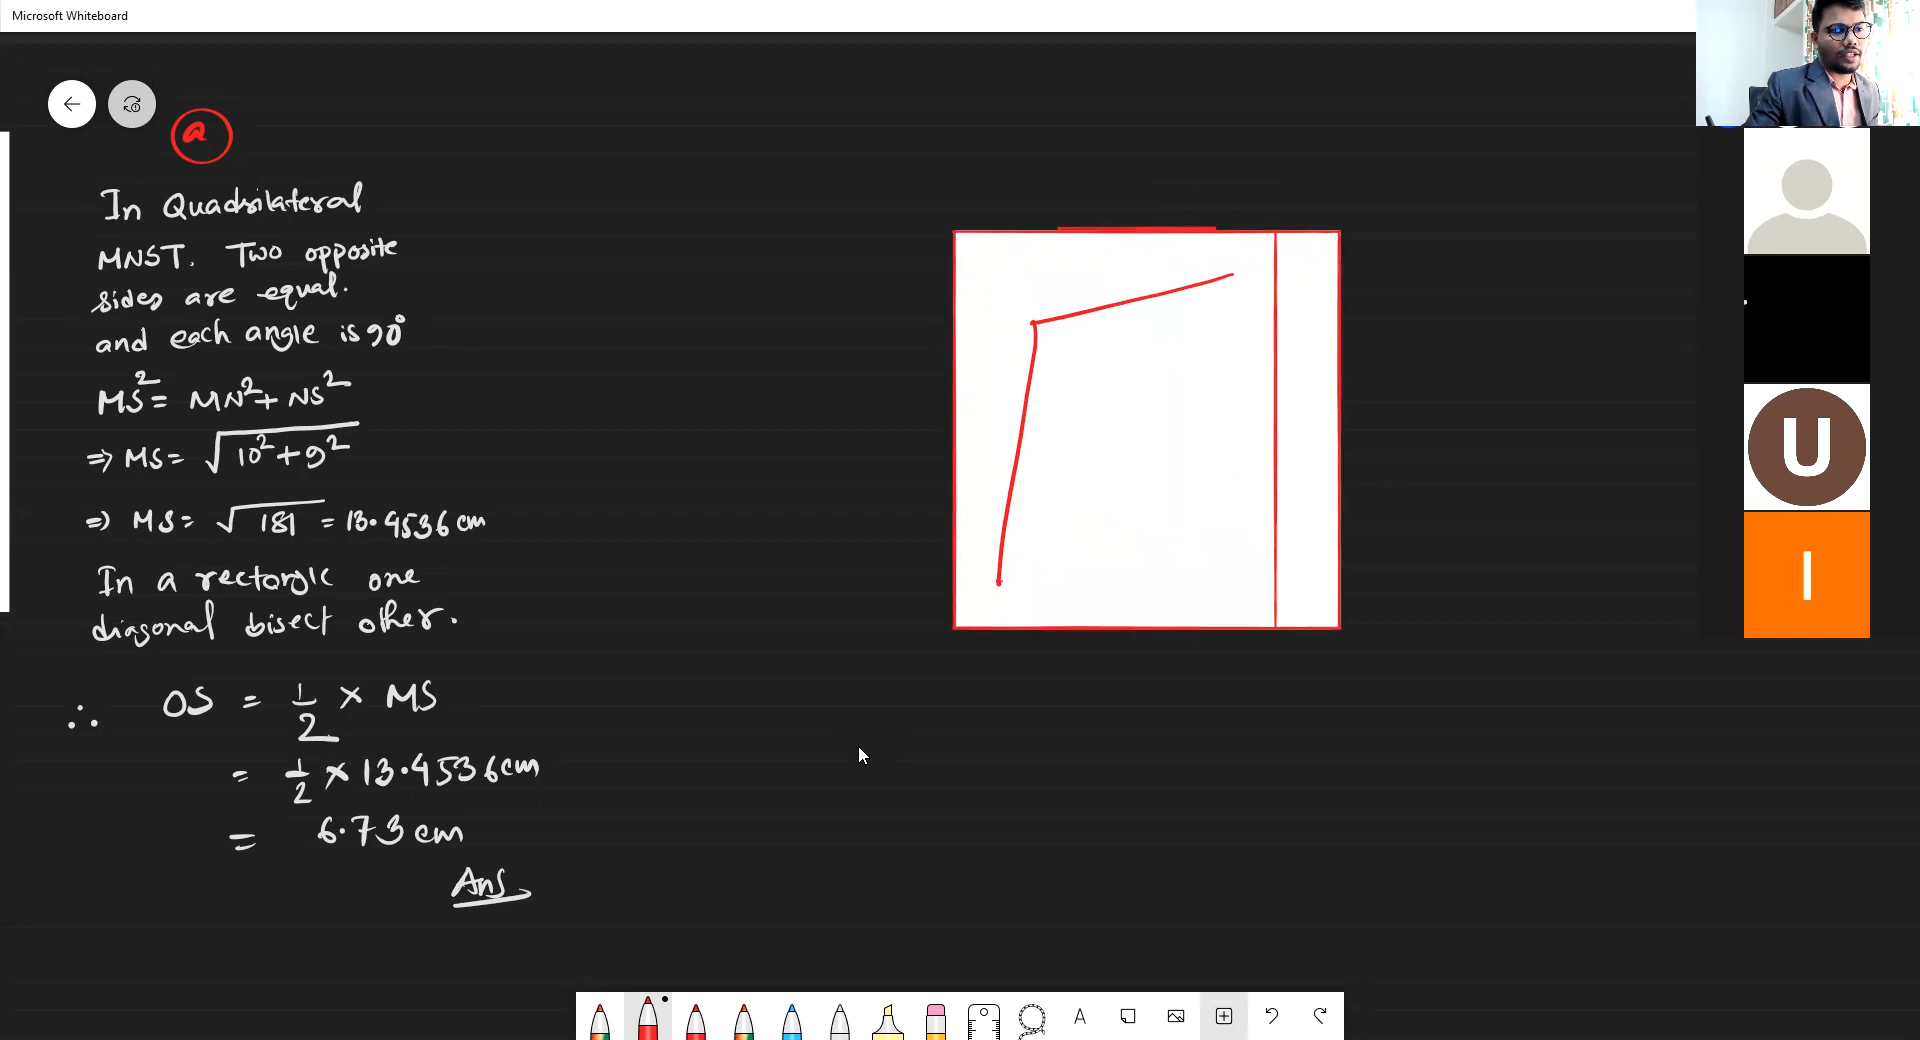 Microsoft Whiteboard
a
In Quadrilateral
MNST. Two opposite
sides are equal.
and each angle is 90°
MS² = MN² + NS²
⇒ MS = √10² + 9²
⇒ MS = √181 = 13.4536 cm
In a rectangle one
diagonal bisect other.
∴ OS = 1/2 × MS
= 1/2 × 13.4536 cm
= 6.73 cm
Ans
U
I
A